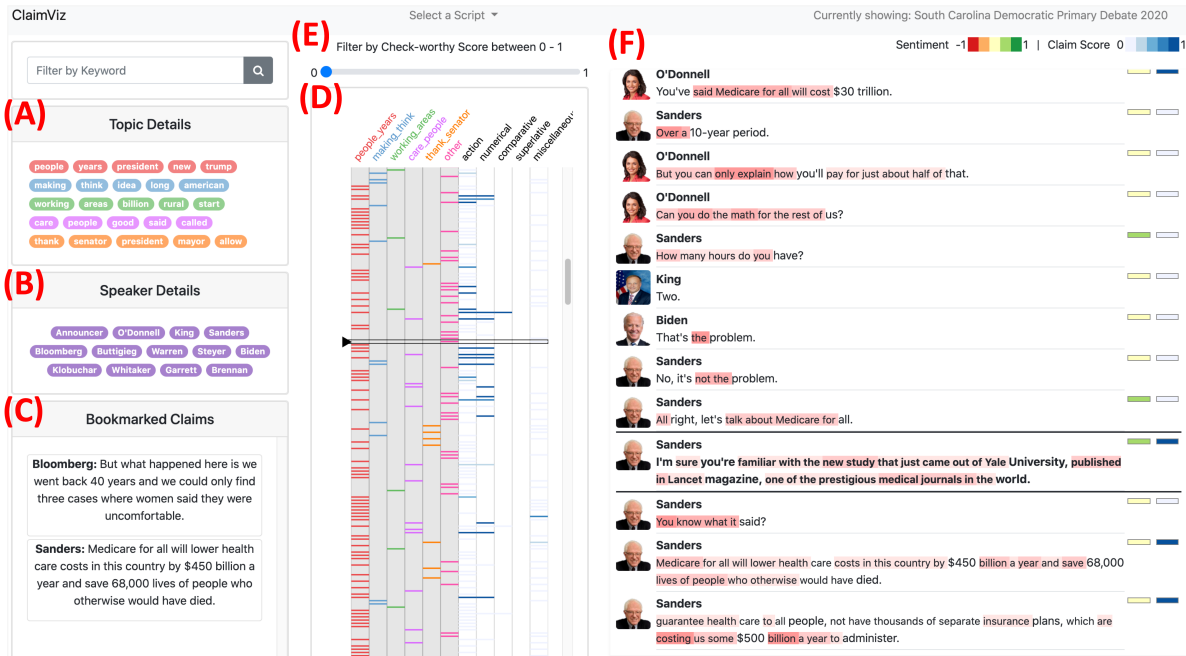 ClaimViz
Select a Script
Currently showing: South Carolina Democratic Primary Debate 2020
Filter by Keyword
(A)
Topic Details
people years president new trump
making think idea long american
working areas billion rural start
care people good said called
thank senator president mayor allow
(B)
Speaker Details
Announcer O'Donnell King Sanders
Bloomberg Buttigieg Warren Steyer Biden
Klobuchar Whitaker Garrett Brennan
(C)
Bookmarked Claims
Bloomberg: But what happened here is we
went back 40 years and we could only find
three cases where women said they were
uncomfortable.
Sanders: Medicare for all will lower health
care costs in this country by $450 billion a
year and save 68,000 lives of people who
otherwise would have died.
(E)
Filter by Check-worthy Score between 0 - 1
0 1
(D)
people_years
making_think
working_areas
care_people
thank_senator
other
action
numerical
comparative
superlative
(F)
Sentiment -1 1 | Claim Score 0 1
O'Donnell
You've said Medicare for all will cost $30 trillion.
Sanders
Over a 10-year period.
O'Donnell
But you can only explain how you'll pay for just about half of that.
O'Donnell
Can you do the math for the rest of us?
Sanders
How many hours do you have?
King
Two.
Biden
That's the problem.
Sanders
No, it's not the problem.
Sanders
All right, let's talk about Medicare for all.
Sanders
I'm sure you're familiar with the new study that just came out of Yale University, published
in Lancet magazine, one of the prestigious medical journals in the world.
Sanders
You know what it said?
Sanders
Medicare for all will lower health care costs in this country by $450 billion a year and save 68,000
lives of people who otherwise would have died.
Sanders
guarantee health care to all people, not have thousands of separate insurance plans, which are
costing us some $500 billion a year to administer.